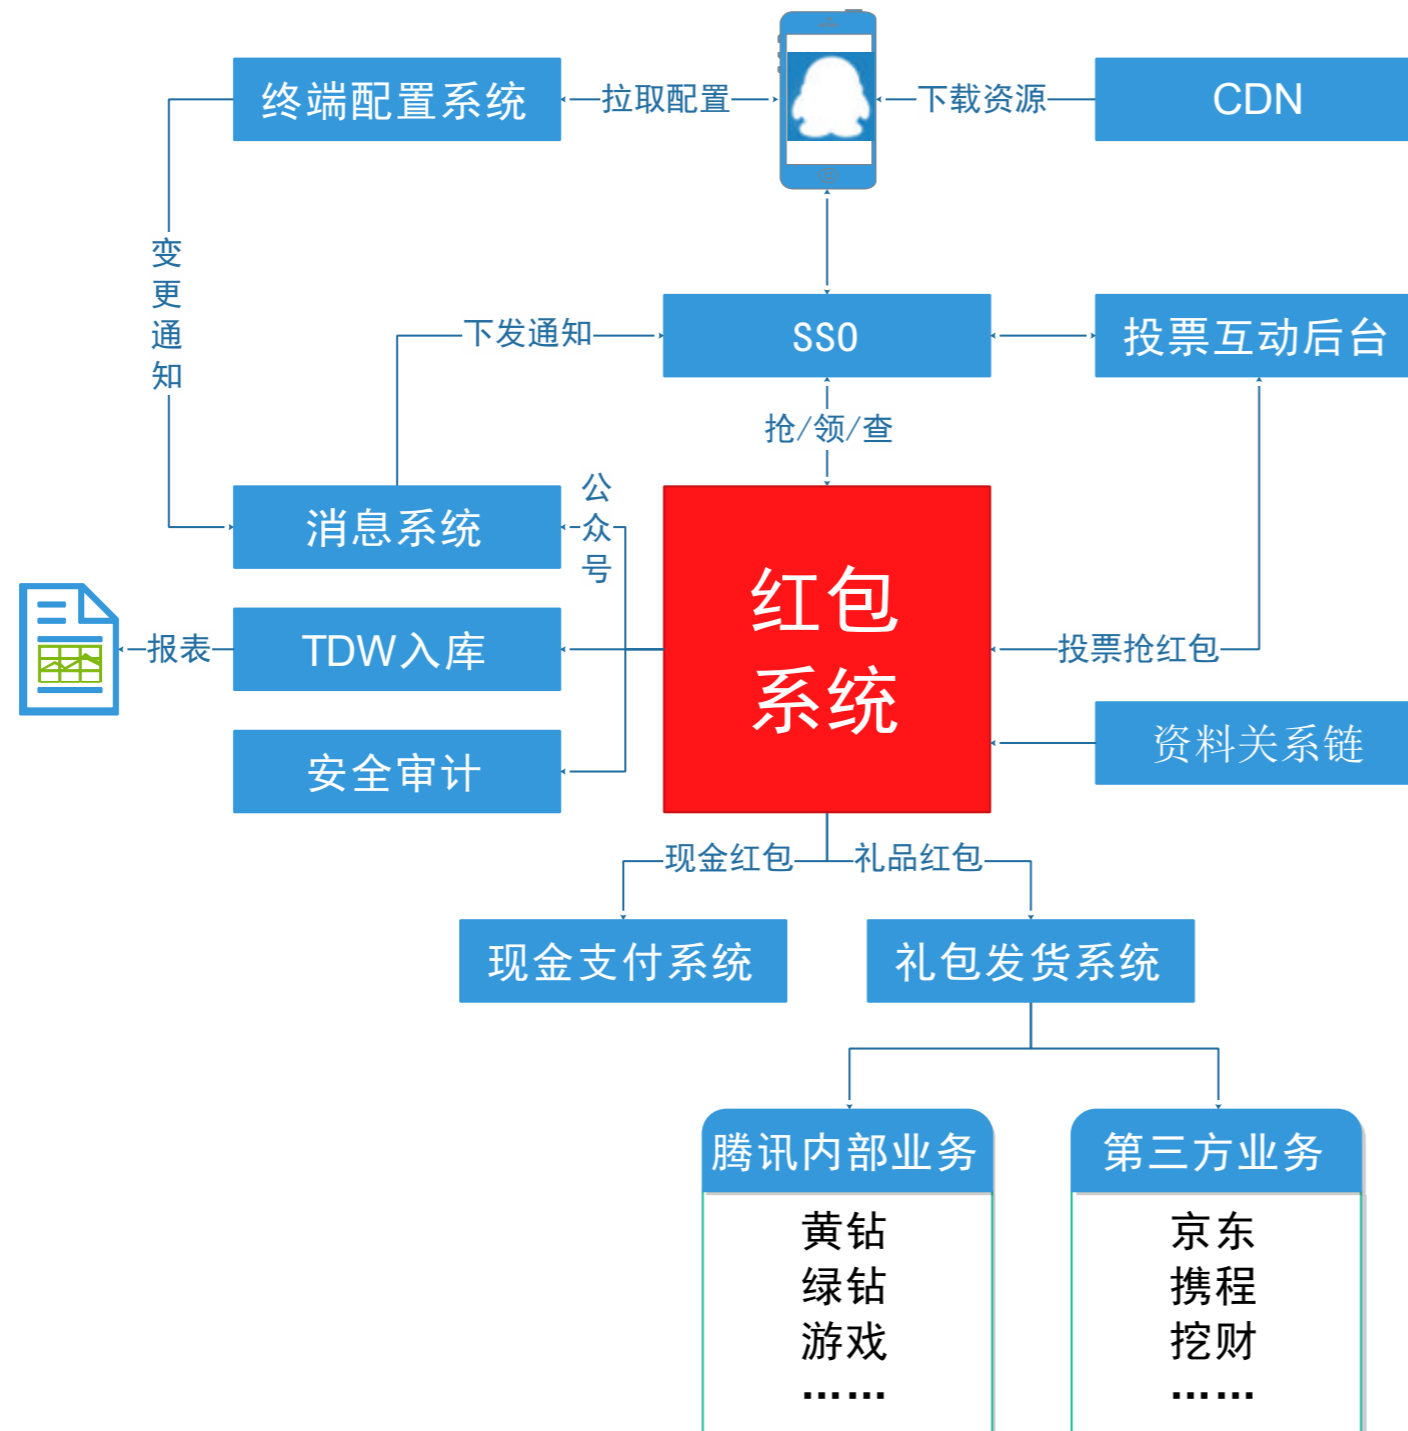 终端配置系统
拉取配置
下载资源
CDN
变更通知
下发通知
SSO
投票互动后台
抢/领/查
消息系统
公众号
红包
系统
报表
TDW入库
投票抢红包
安全审计
资料关系链
现金红包
礼品红包
现金支付系统
礼包发货系统
腾讯内部业务
黄钻
绿钻
游戏
……
第三方业务
京东
携程
挖财
……